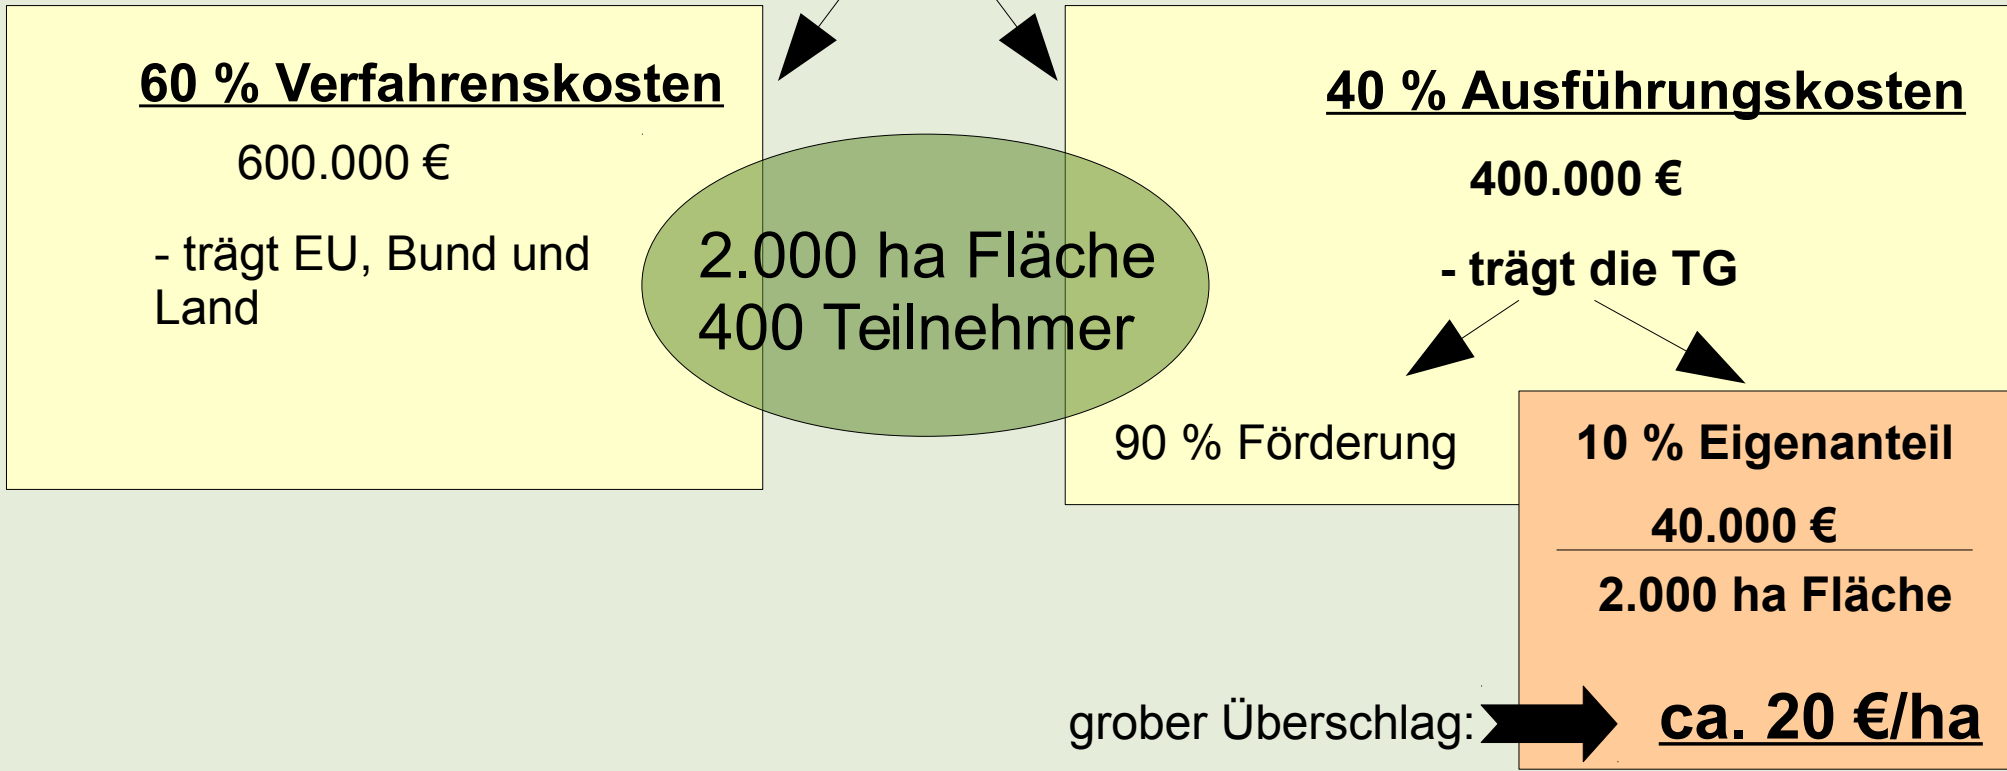 60 % Verfahrenskosten
600.000 €
- trägt EU, Bund und
Land
2.000 ha Fläche
400 Teilnehmer
40 % Ausführungskosten
400.000 €
- trägt die TG
90 % Förderung
10 % Eigenanteil
40.000 €
2.000 ha Fläche
grober Überschlag:
ca. 20 €/ha